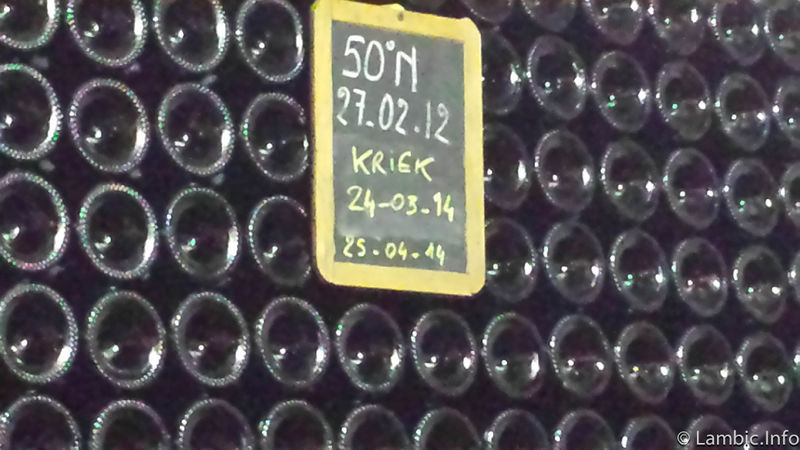 50°N
27-02-12
KRIEK
24-03-14
25-04-14
© Lambic.Info